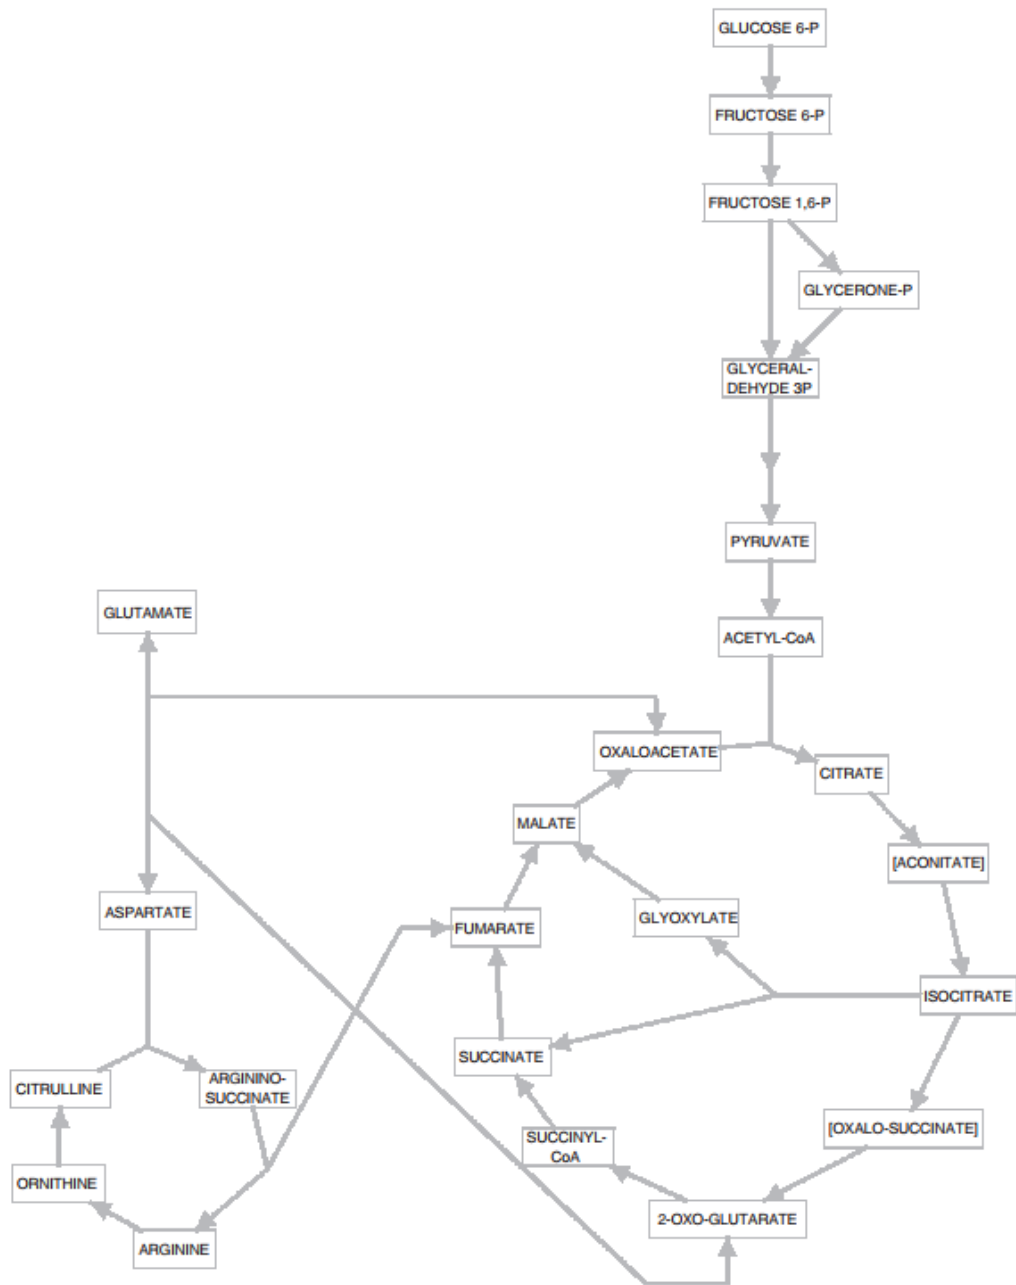 GLUCOSE 6-P
FRUCTOSE 6-P
FRUCTOSE 1,6-P
GLYCERONE-P
GLYCERAL-
DEHYDE 3P
PYRUVATE
GLUTAMATE
ACETYL-CoA
OXALOACETATE
CITRATE
MALATE
[ACONITATE]
ASPARTATE
FUMARATE
GLYOXYLATE
ISOCITRATE
SUCCINATE
CITRULLINE
ARGININO-
SUCCINATE
[OXALO-SUCCINATE]
SUCCINYL-
CoA
ORNITHINE
2-OXO-GLUTARATE
ARGININE